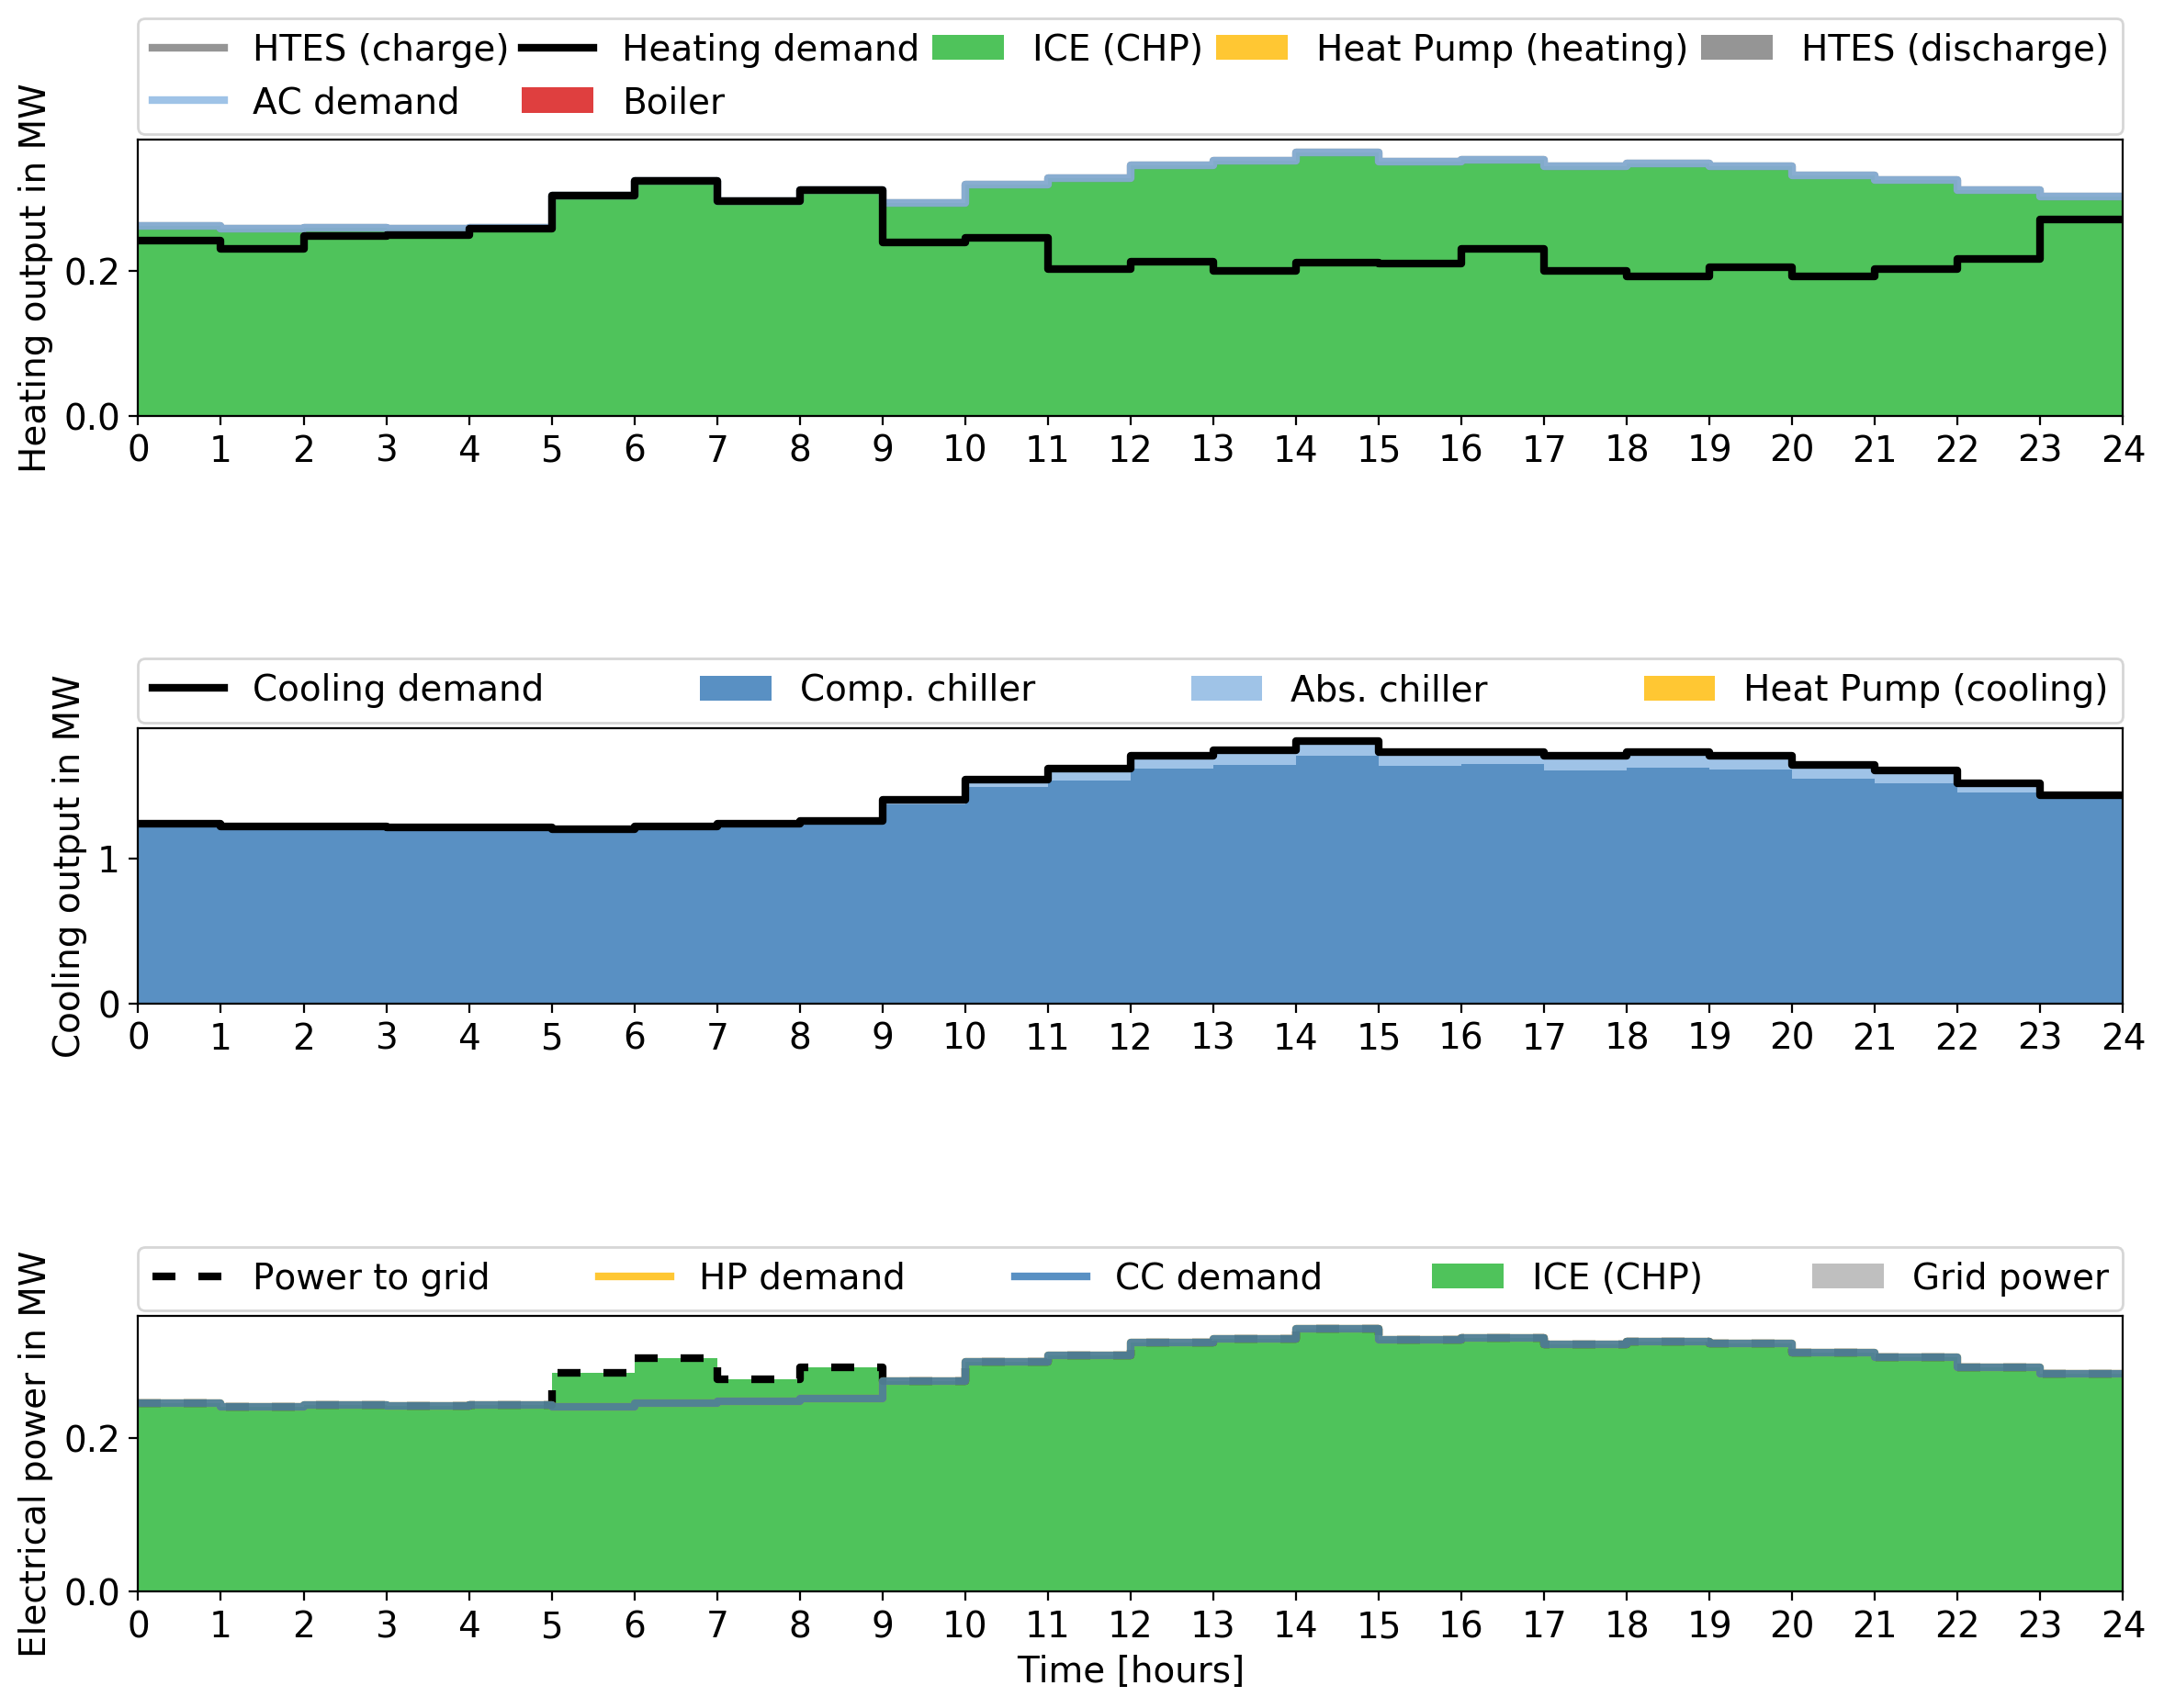 HTES (charge) Heating demand ICE (CHP) Heat Pump (heating) HTES (discharge)
AC demand Boiler
Heating output in MW
0.2
0.0
0 1 2 3 4 5 6 7 8 9 10 11 12 13 14 15 16 17 18 19 20 21 22 23 24
Cooling demand Comp. chiller Abs. chiller Heat Pump (cooling)
Cooling output in MW
1
0
0 1 2 3 4 5 6 7 8 9 10 11 12 13 14 15 16 17 18 19 20 21 22 23 24
Power to grid HP demand CC demand ICE (CHP) Grid power
Electrical power in MW
0.2
0.0
0 1 2 3 4 5 6 7 8 9 10 11 12 13 14 15 16 17 18 19 20 21 22 23 24
Time [hours]